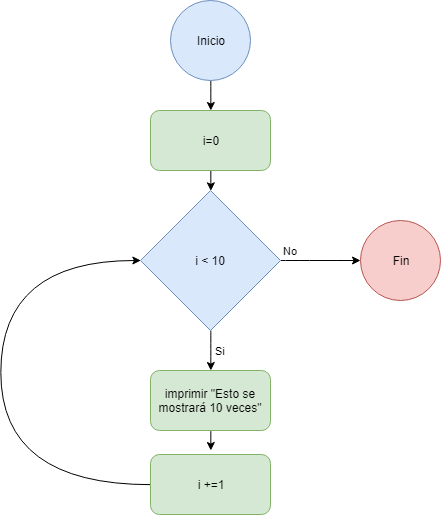 Inicio
i=0
i < 10
No
Fin
Si
imprimir "Esto se
mostrará 10 veces"
i +=1